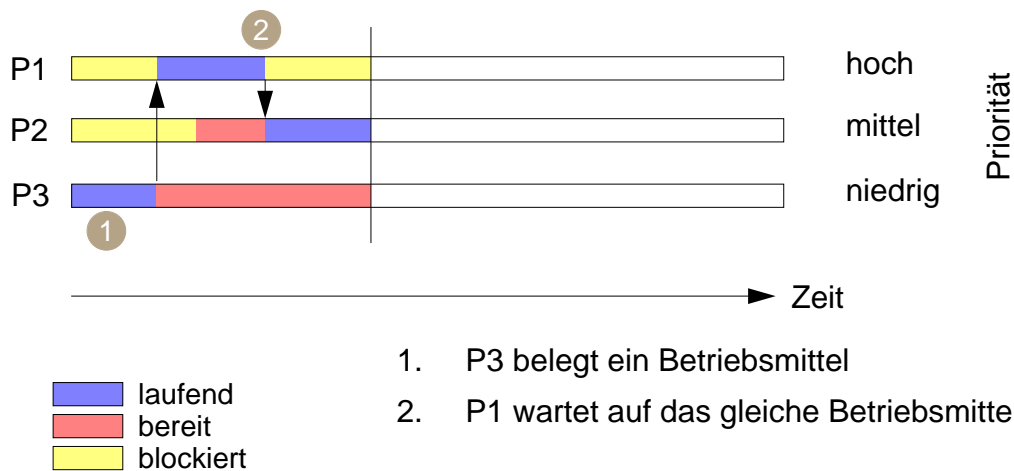 2
P1
hoch
P2
mittel
P3
niedrig
Priorität
1
Zeit
1. P3 belegt ein Betriebsmittel
2. P1 wartet auf das gleiche Betriebsmitte
laufend
bereit
blockiert